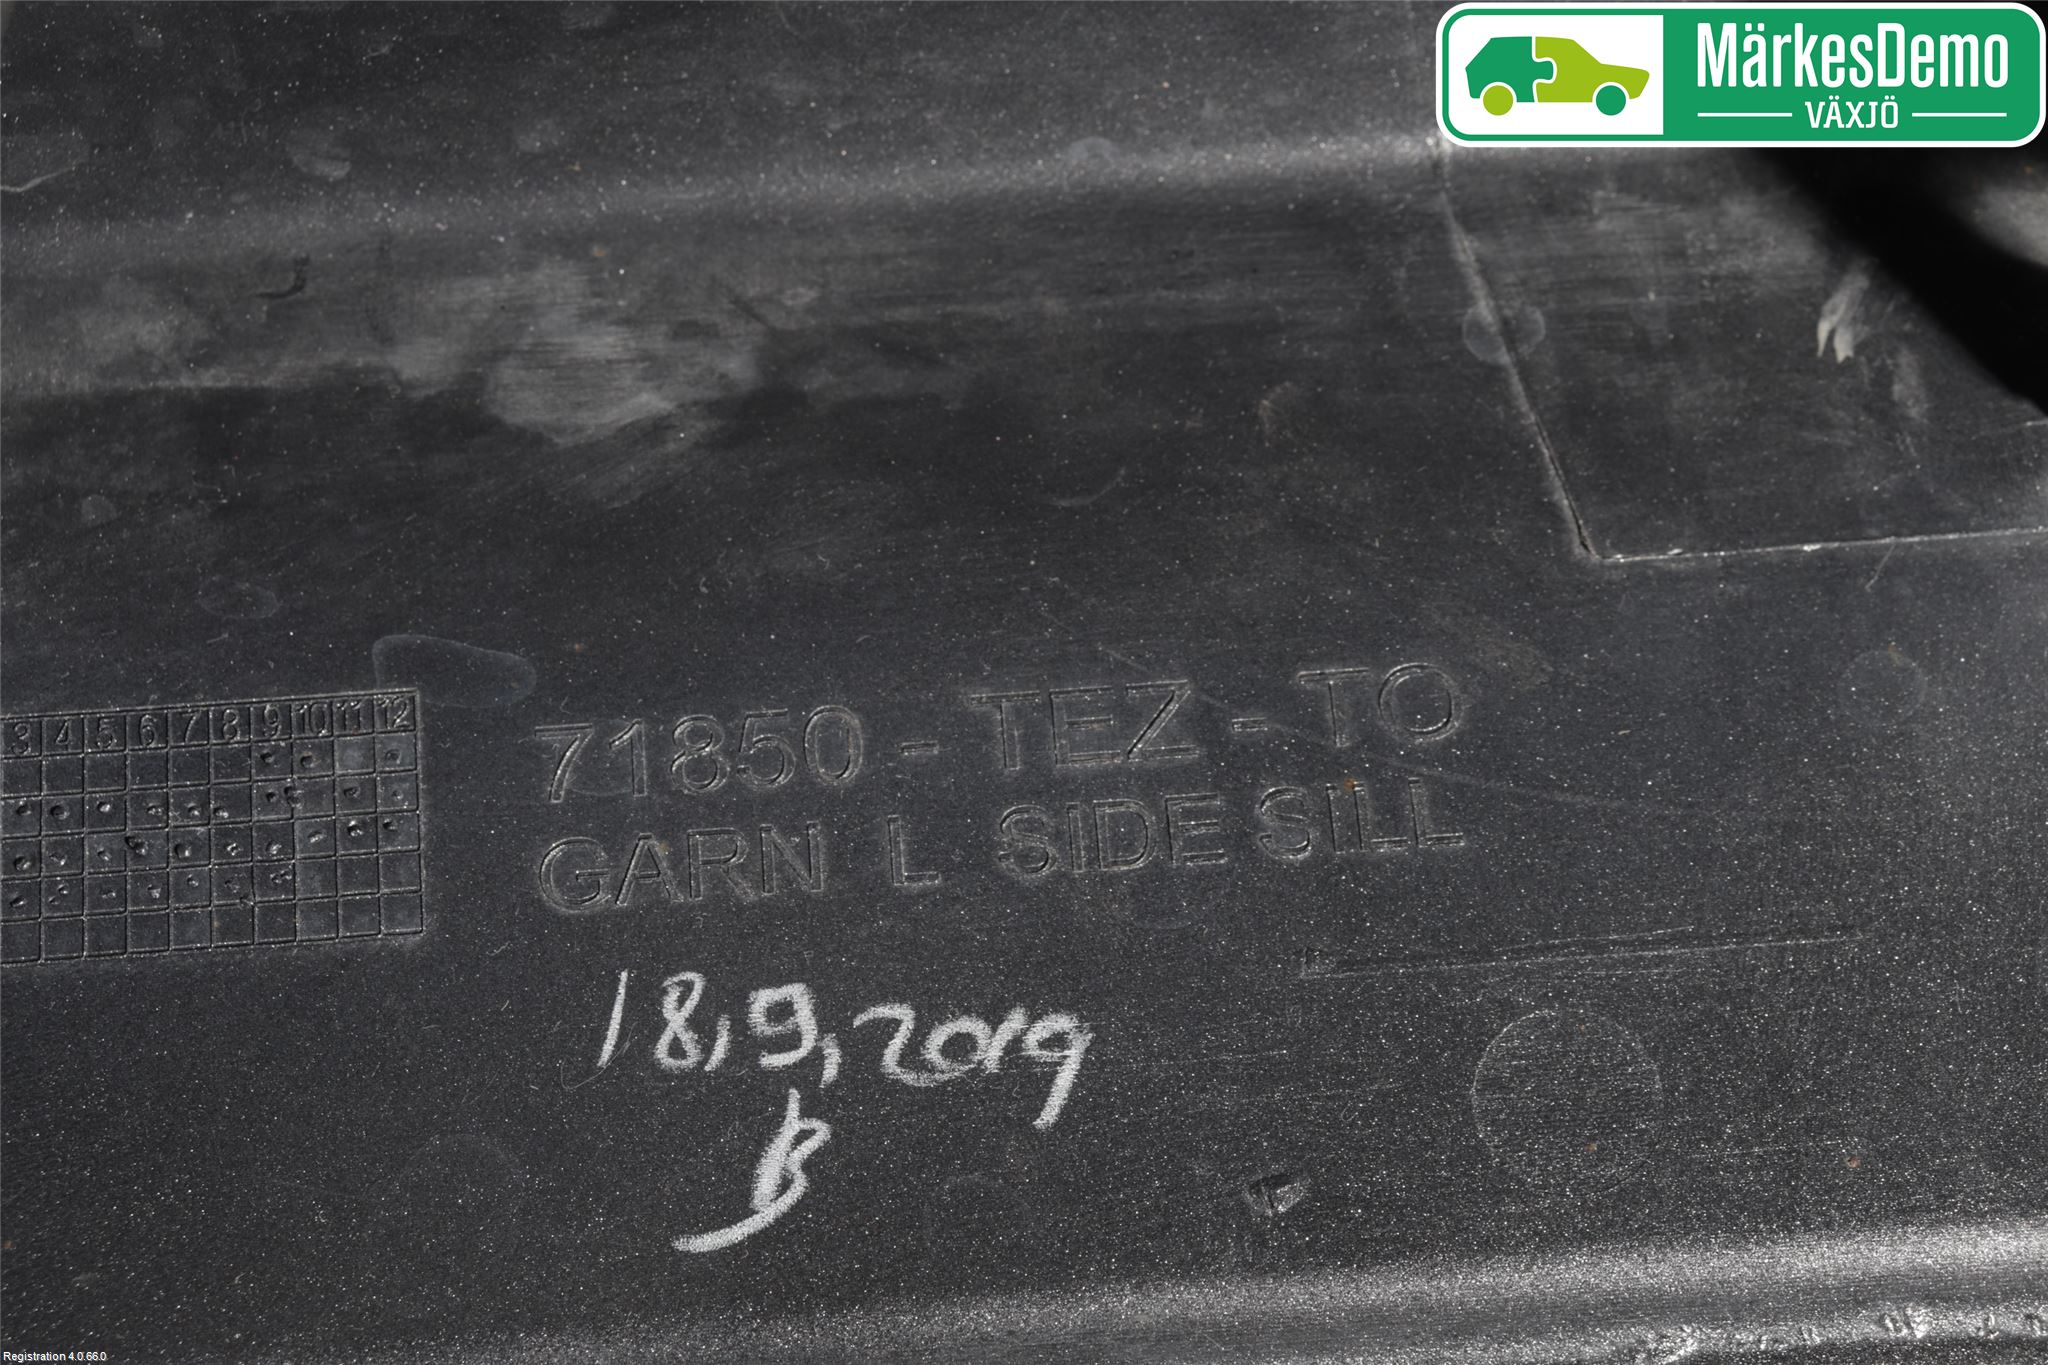 MärkesDemo
VÄXJÖ
3 4 5 6 7 8 9 10 11 12
71850 - TEZ - TO
GARN L SIDE SILL
18,9,2019
B
Registration 4.0.66.0